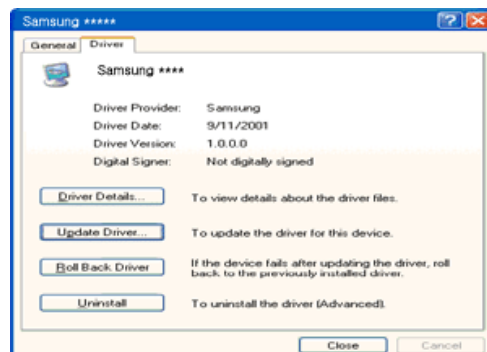 Samsung *****
General Driver
Samsung ****
Driver Provider: Samsung
Driver Date: 9/11/2001
Driver Version: 1.0.0.0
Digital Signer: Not digitally signed
Driver Details... To view details about the driver files.
Update Driver... To update the driver for this device.
Roll Back Driver If the device fails after updating the driver, roll
back to the previously installed driver.
Uninstall To uninstall the driver (Advanced).
Close Cancel